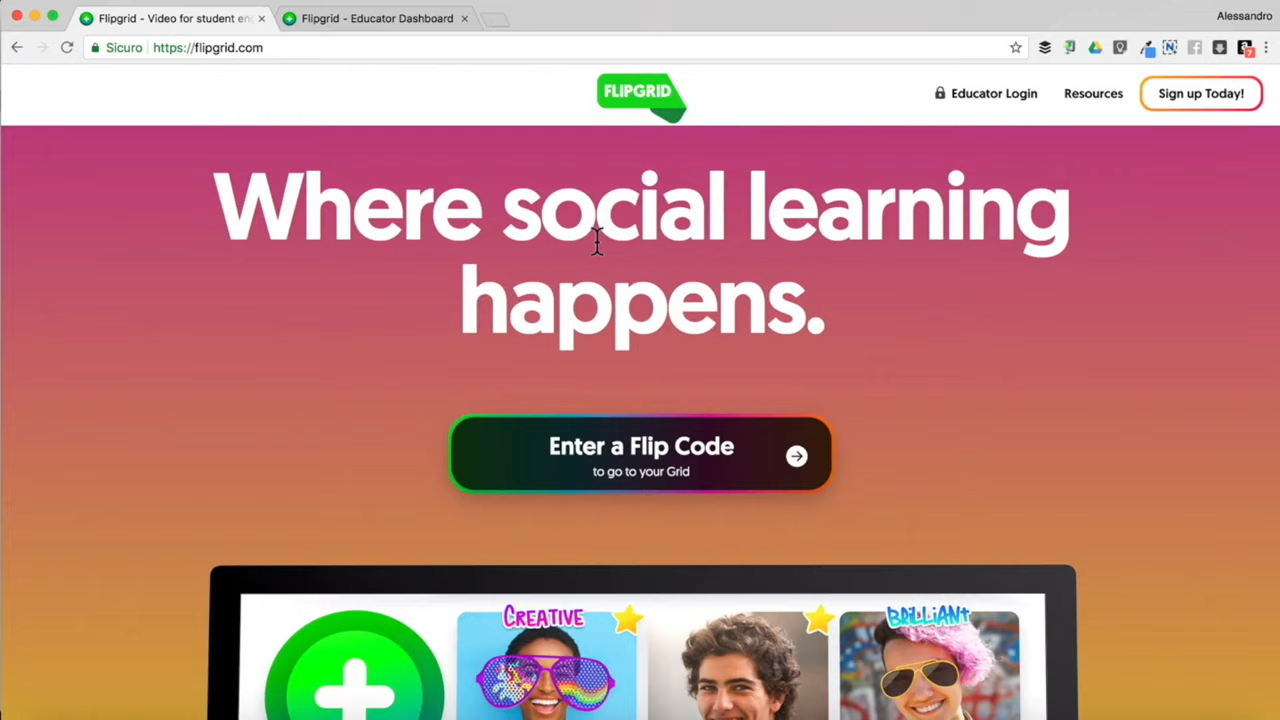 Flipgrid - Video for student en
Flipgrid - Educator Dashboard
Alessandro
Sicuro
https://flipgrid.com
7
FLIPGRID
Educator Login
Resources
Sign up Today!
Where social learning
happens.
Enter a Flip Code
to go to your Grid
CREATIVE
BRiLLiANT